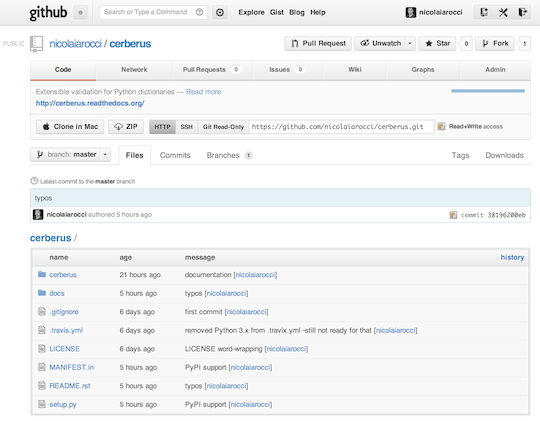 github Search or Type a Command Explore Gist Blog Help nicolaiarocci
PUBLIC nicolaiarocci / cerberus Pull Request Unwatch Star 0 Fork 1
Code Network Pull Requests 0 Issues 0 Wiki Graphs Admin
Extensible validation for Python dictionaries — Read more
http://cerberus.readthedocs.org/
Clone in Mac ZIP HTTP SSH Git Read-Only https://github.com/nicolaiarocci/cerberus.git Read+Write access
branch: master Files Commits Branches 1 Tags Downloads
Latest commit to the master branch
typos
nicolaiarocci authored 5 hours ago commit 38196200eb
cerberus /
name age message history
cerberus 21 hours ago documentation [nicolaiarocci]
docs 5 hours ago typos [nicolaiarocci]
.gitignore 6 days ago first commit [nicolaiarocci]
.travis.yml 6 days ago removed Python 3.x from .travix.yml -still not ready for that [nicolaiarocci]
LICENSE 6 days ago LICENSE word-wrapping [nicolaiarocci]
MANIFEST.in 5 hours ago PyPI support [nicolaiarocci]
README.rst 5 hours ago typos [nicolaiarocci]
setup.py 5 hours ago PyPI support [nicolaiarocci]